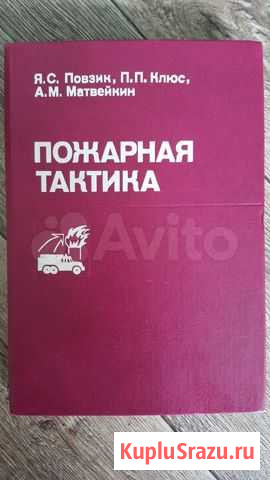 Я.С. Повзик, П.П. Клюс,
А.М. Матвейкин
ПОЖАРНАЯ
ТАКТИКА
Avito
KupluSrazu.ru